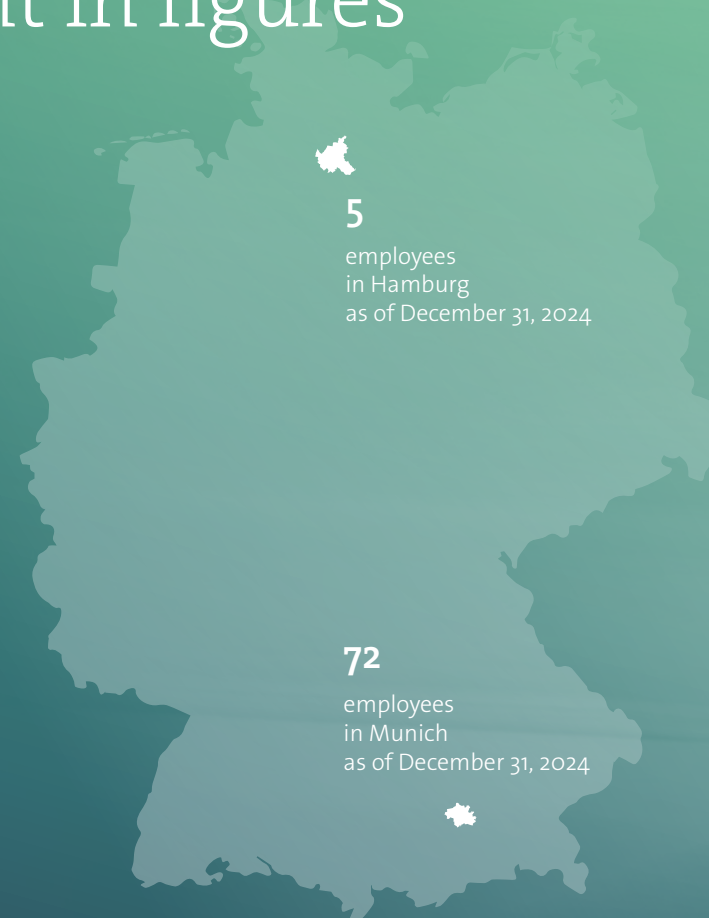 in figures
5
employees
in Hamburg
as of December 31, 2024
72
employees
in Munich
as of December 31, 2024